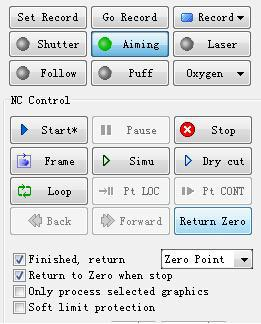 Set Record Go Record Record
Shutter Aiming Laser
Follow Puff Oxygen
NC Control
Start* Pause Stop
Frame Simu Dry cut
Loop Pt LOC Pt CONT
Back Forward Return Zero
Finished, return Zero Point
Return to Zero when stop
Only process selected graphics
Soft limit protection